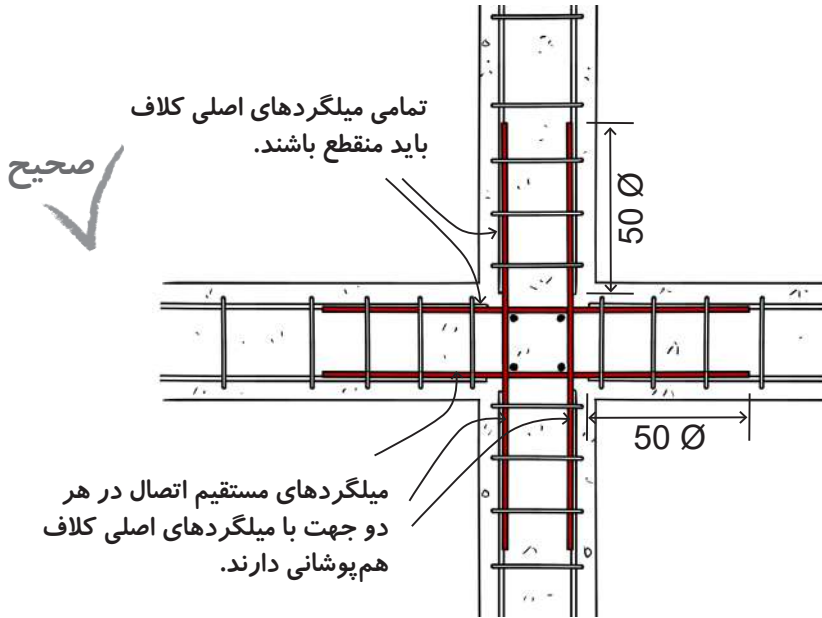 تمامی میلگردهای اصلی کلاف
باید منقطع باشند.
صحیح
50 Ø
50 Ø
میلگردهای مستقیم اتصال در هر
دو جهت با میلگردهای اصلی کلاف
هم‌پوشانی دارند.